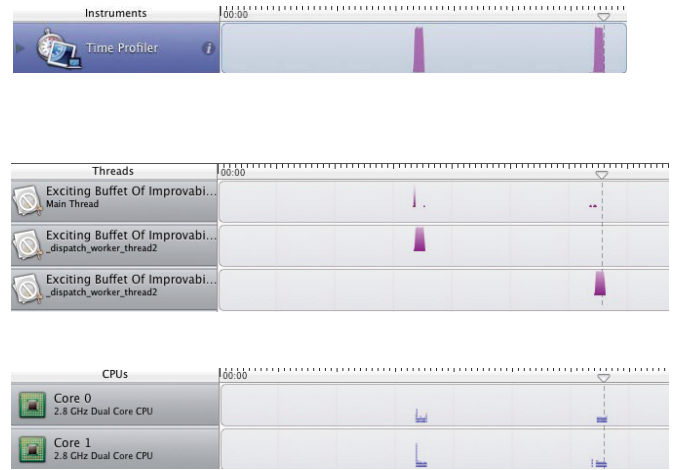 Instruments
00:00
Time Profiler
i
Threads
00:00
Exciting Buffet Of Improvabi...
Main Thread
Exciting Buffet Of Improvabi...
_dispatch_worker_thread2
Exciting Buffet Of Improvabi...
_dispatch_worker_thread2
CPUs
00:00
Core 0
2.8 GHz Dual Core CPU
Core 1
2.8 GHz Dual Core CPU